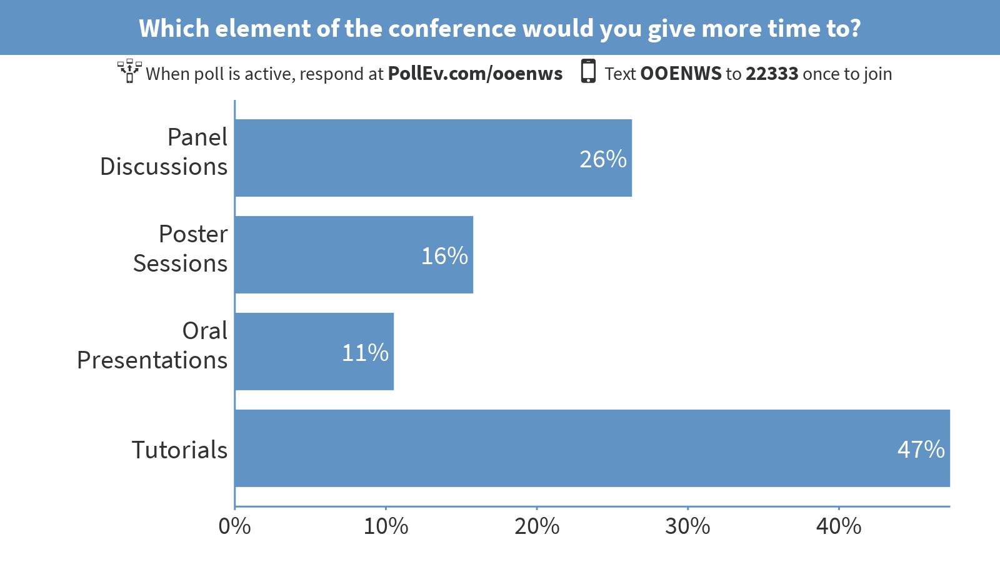 Which element of the conference would you give more time to?
When poll is active, respond at PollEv.com/ooenws Text OOENWS to 22333 once to join
Panel
Discussions
26%
Poster
Sessions
16%
Oral
Presentations
11%
Tutorials
47%
0% 10% 20% 30% 40%